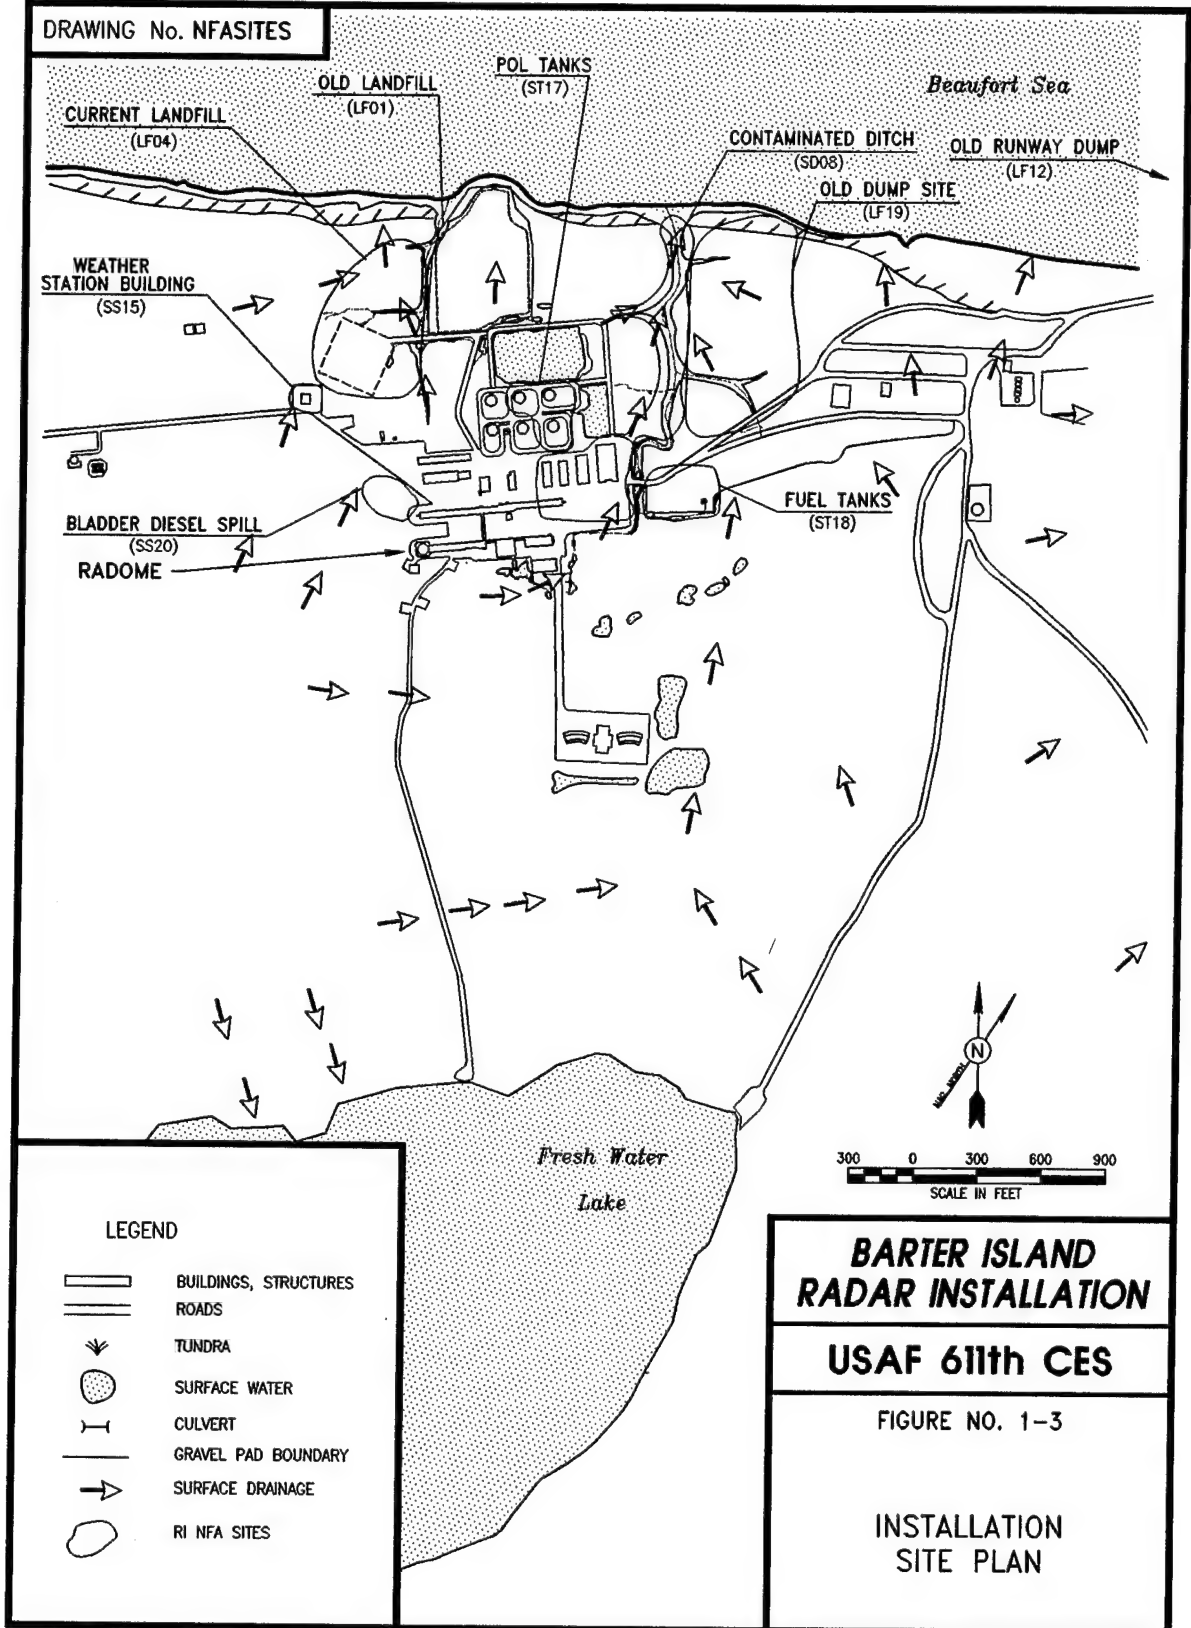 DRAWING No. NFASITES
Beaufort Sea
POL TANKS
(ST17)
OLD LANDFILL
(LF01)
CURRENT LANDFILL
(LF04)
CONTAMINATED DITCH
(SD08)
OLD RUNWAY DUMP
(LF12)
OLD DUMP SITE
(LF19)
WEATHER
STATION BUILDING
(SS15)
FUEL TANKS
(ST18)
BLADDER DIESEL SPILL
(SS20)
RADOME
N
MAG NORTH
300 0 300 600 900
SCALE IN FEET
Fresh Water
Lake
LEGEND
BUILDINGS, STRUCTURES
ROADS
TUNDRA
SURFACE WATER
CULVERT
GRAVEL PAD BOUNDARY
SURFACE DRAINAGE
RI NFA SITES
BARTER ISLAND
RADAR INSTALLATION
USAF 611th CES
FIGURE NO. 1-3
INSTALLATION
SITE PLAN